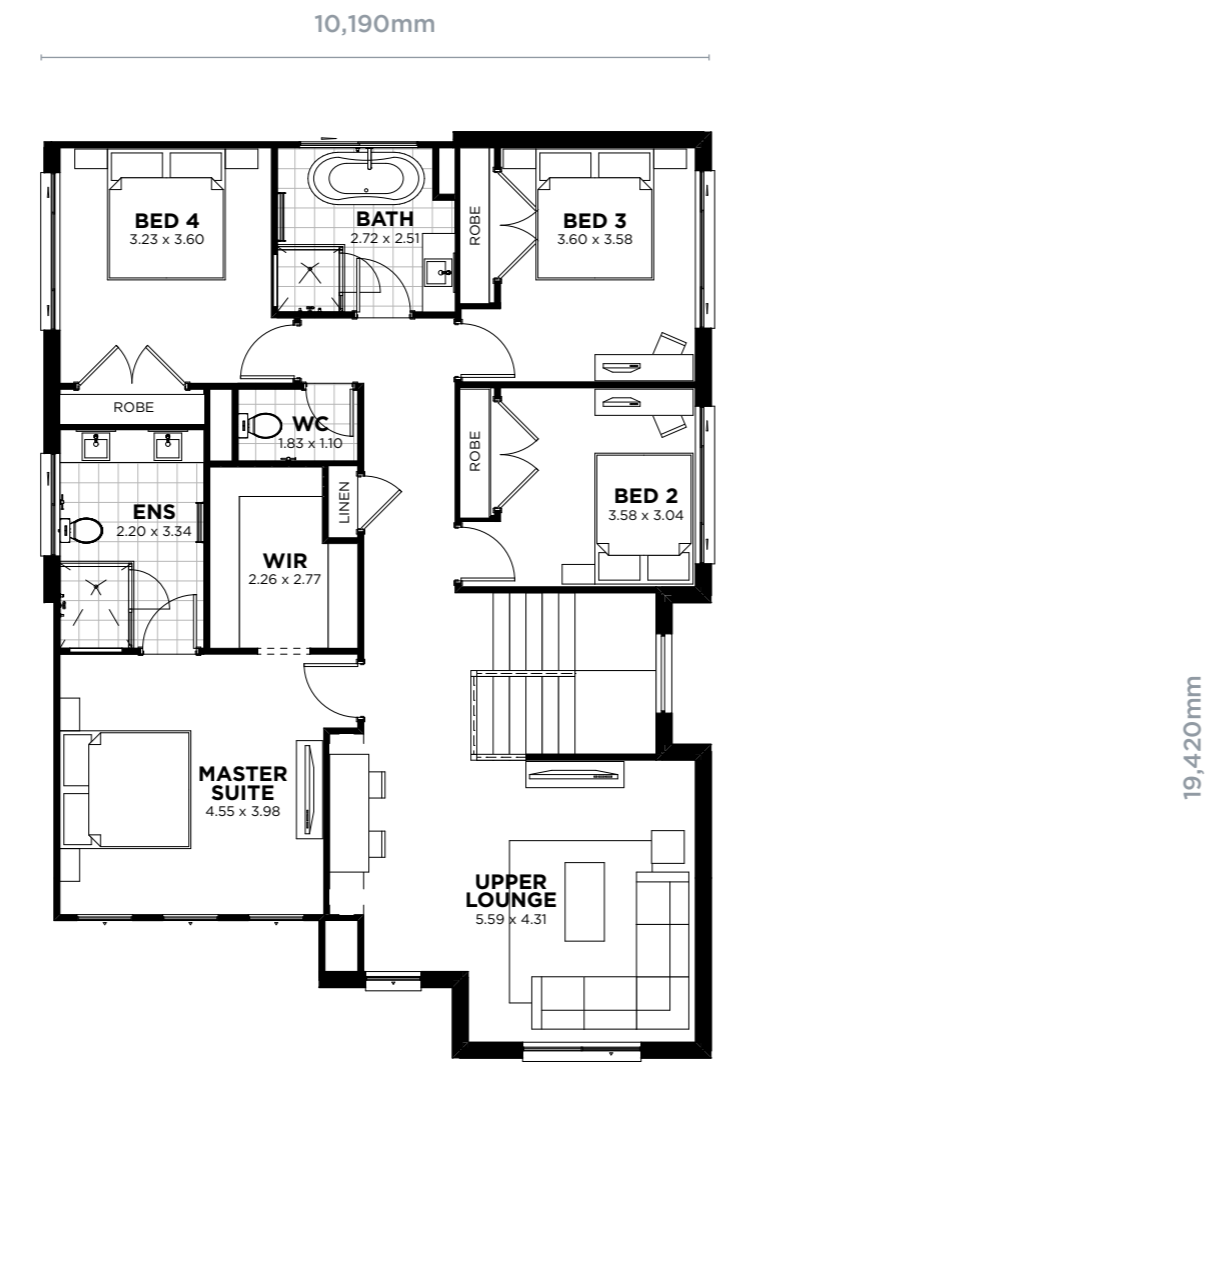 10,190mm
BED 4
3.23 x 3.60
BATH
2.72 x 2.51
ROBE
BED 3
3.60 x 3.58
ROBE
WC
1.83 x 1.10
ROBE
LINEN
BED 2
3.58 x 3.04
ENS
2.20 x 3.34
WIR
2.26 x 2.77
19,420mm
MASTER
SUITE
4.55 x 3.98
UPPER
LOUNGE
5.59 x 4.31